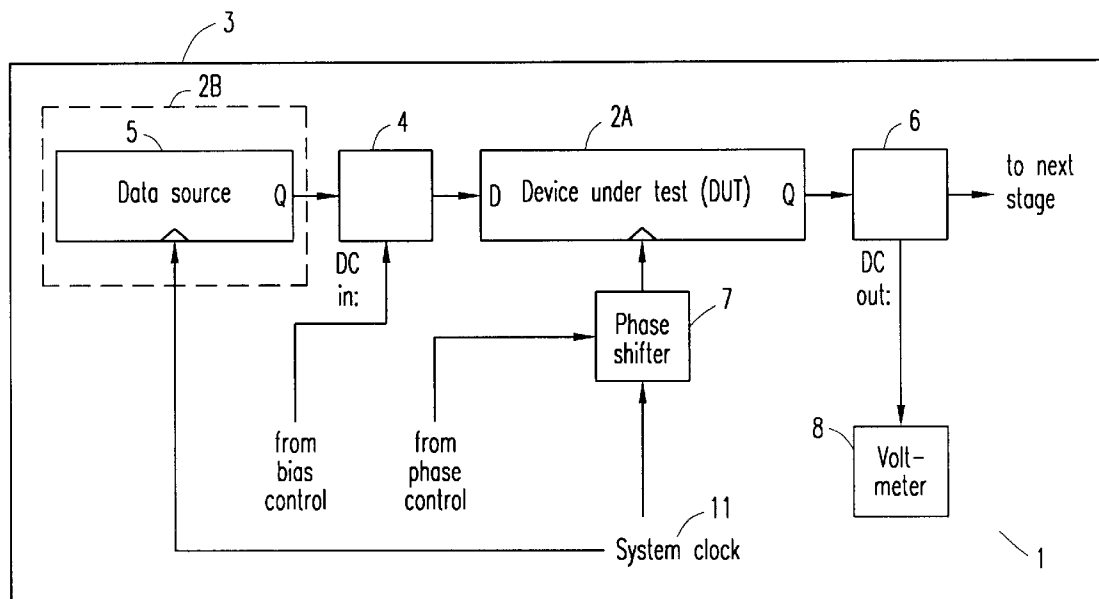 3
2B
5
4
2A
6
Data source Q
D Device under test (DUT) Q
to next
stage
DC
in:
DC
out:
7
Phase
shifter
from
bias
control
from
phase
control
8
Volt-
meter
11
System clock
1